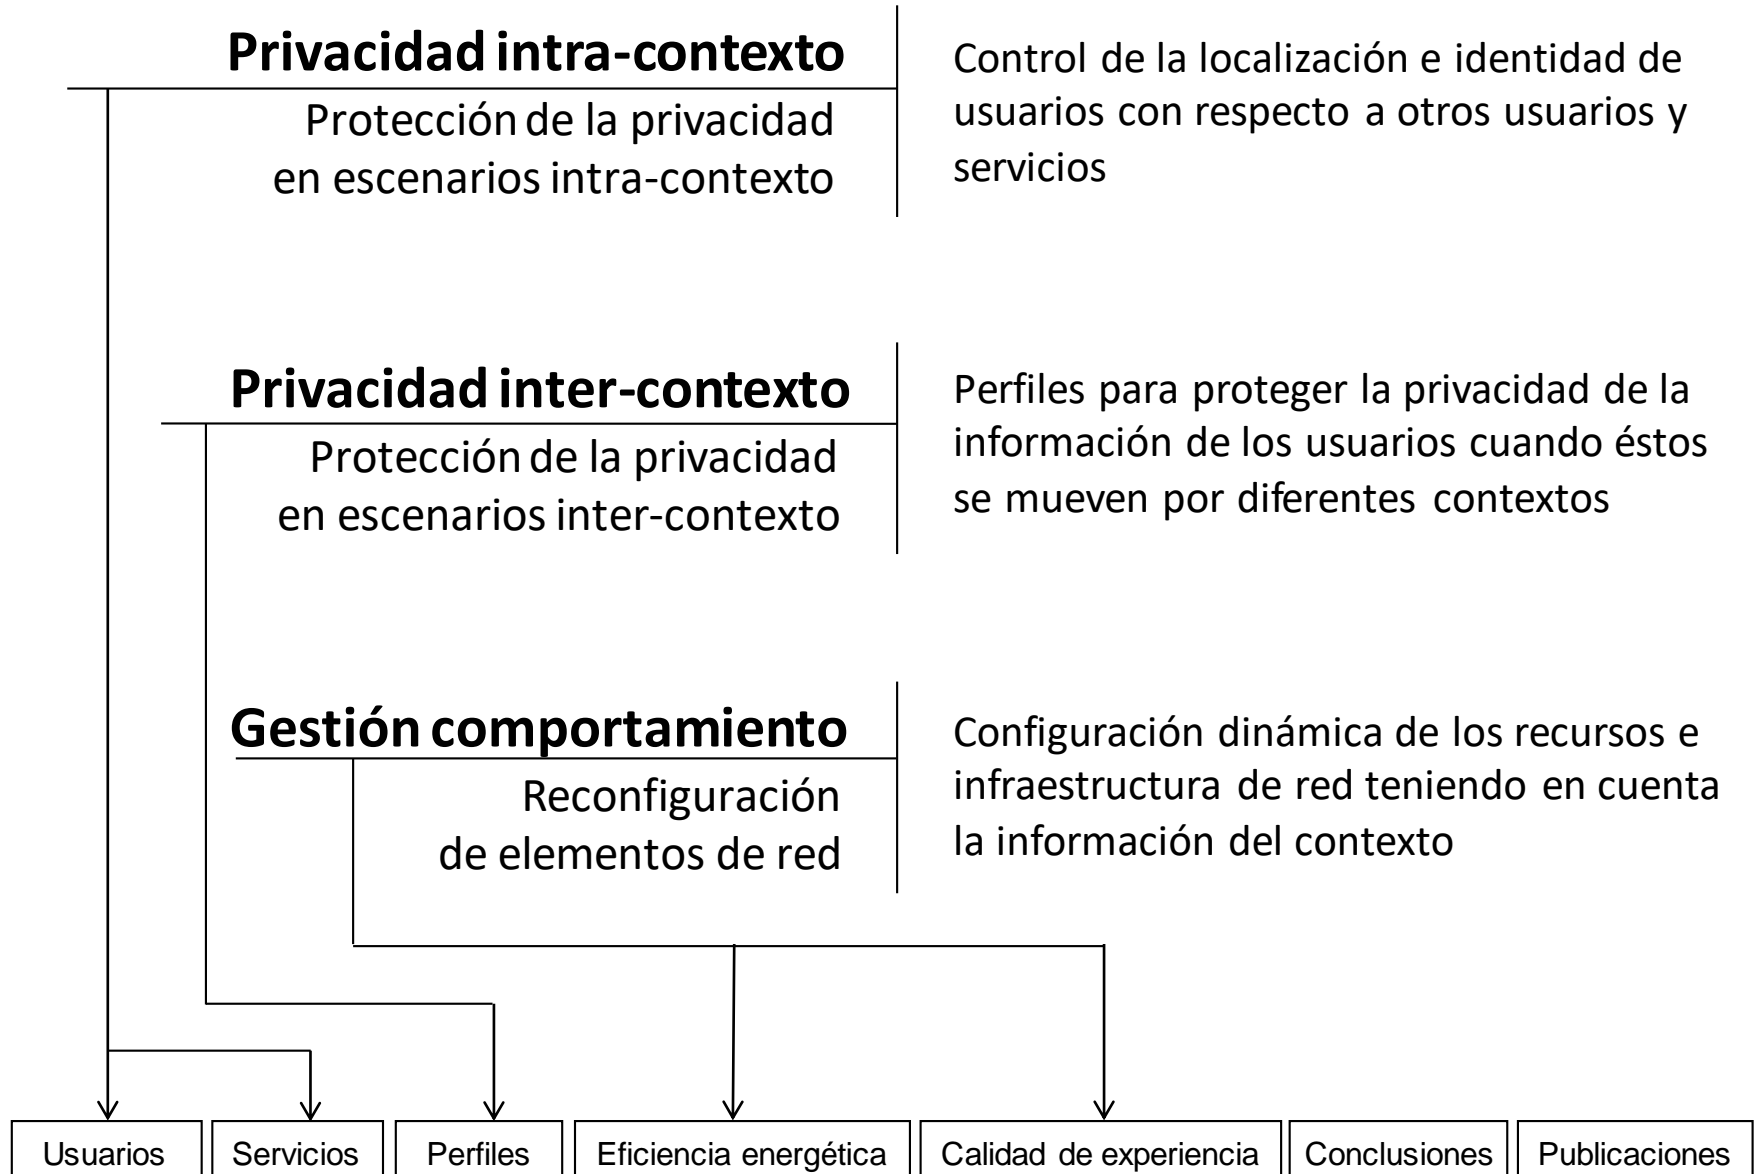 Privacidad intra-contexto
Protección de la privacidad
en escenarios intra-contexto
Control de la localización e identidad de
usuarios con respecto a otros usuarios y
servicios
Privacidad inter-contexto
Protección de la privacidad
en escenarios inter-contexto
Perfiles para proteger la privacidad de la
información de los usuarios cuando éstos
se mueven por diferentes contextos
Gestión comportamiento
Reconfiguración
de elementos de red
Configuración dinámica de los recursos e
infraestructura de red teniendo en cuenta
la información del contexto
Usuarios
Servicios
Perfiles
Eficiencia energética
Calidad de experiencia
Conclusiones
Publicaciones